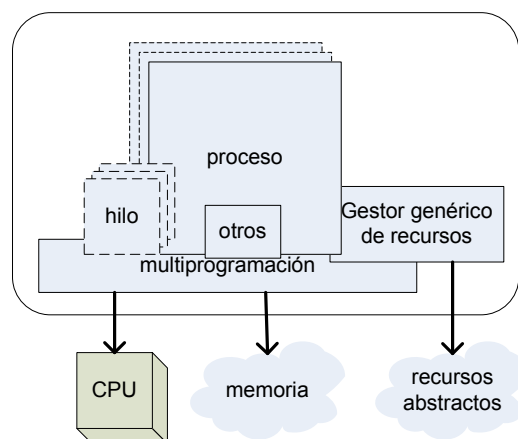 proceso
hilo
otros
Gestor genérico
de recursos
multiprogramación
CPU
memoria
recursos
abstractos